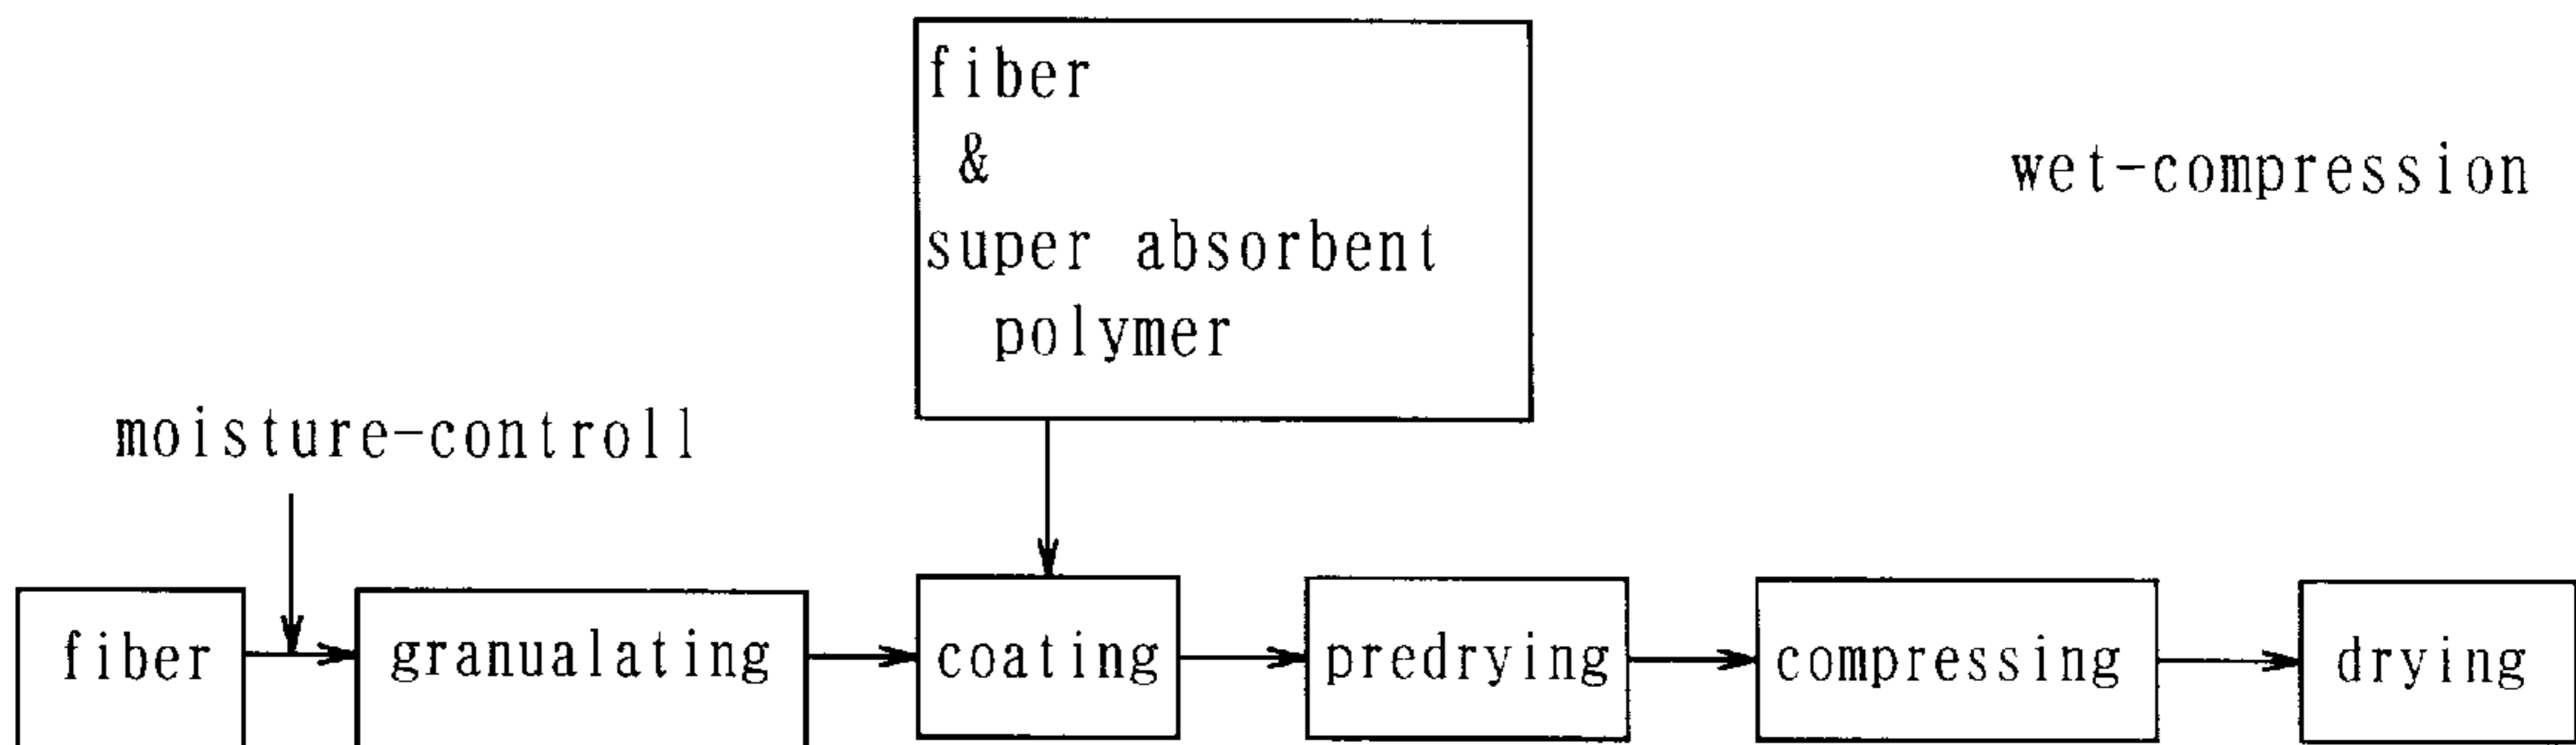 fiber
&
super absorbent
polymer
wet-compression
moisture-controll
fiber
granualating
coating
predrying
compressing
drying